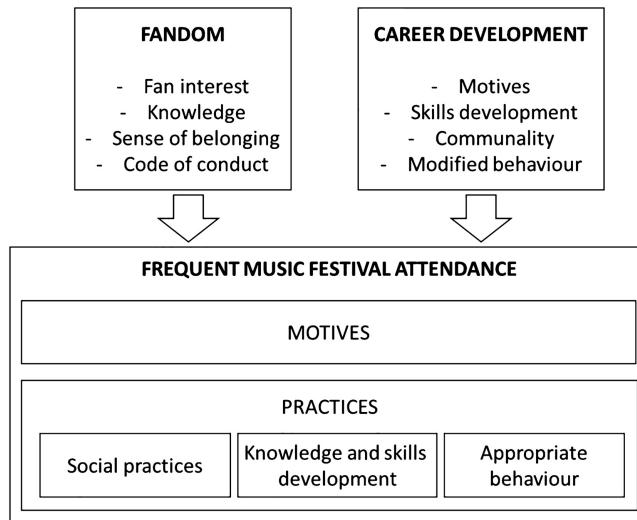 FANDOM
- Fan interest
- Knowledge
- Sense of belonging
- Code of conduct
CAREER DEVELOPMENT
- Motives
- Skills development
- Communality
- Modified behaviour
FREQUENT MUSIC FESTIVAL ATTENDANCE
MOTIVES
PRACTICES
Social practices
Knowledge and skills
development
Appropriate
behaviour